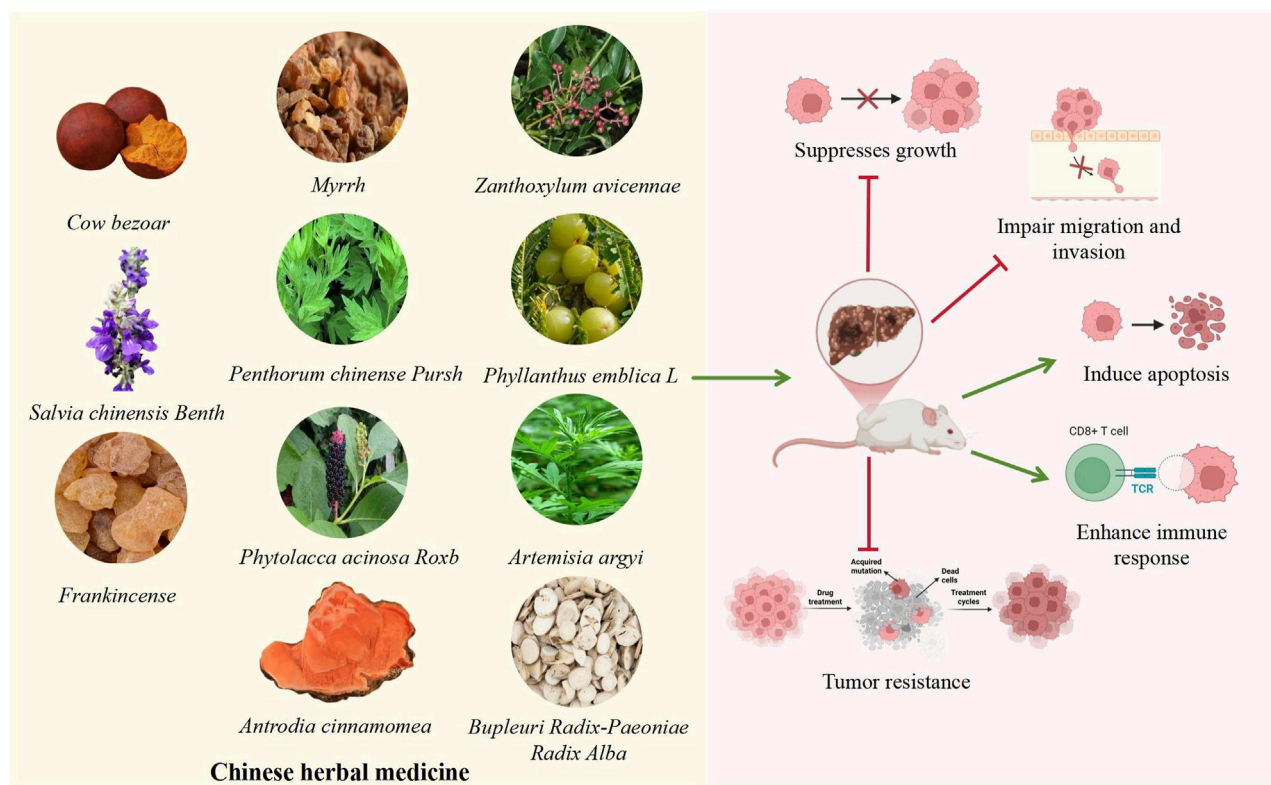 Cow bezoar
Salvia chinensis Benth
Frankincense
Myrrh
Penthorum chinense Pursh
Phytolacca acinosa Roxb
Antrodia cinnamomea
Zanthoxylum avicennae
Phyllanthus emblica L
Artemisia argyi
Bupleuri Radix-Paeoniae
Radix Alba
Chinese herbal medicine
Suppresses growth
Impair migration and
invasion
Induce apoptosis
CD8+ T cell
TCR
Enhance immune
response
Drug
treatment
Acquired
mutation
Dead
cells
Treatment
cycles
Tumor resistance